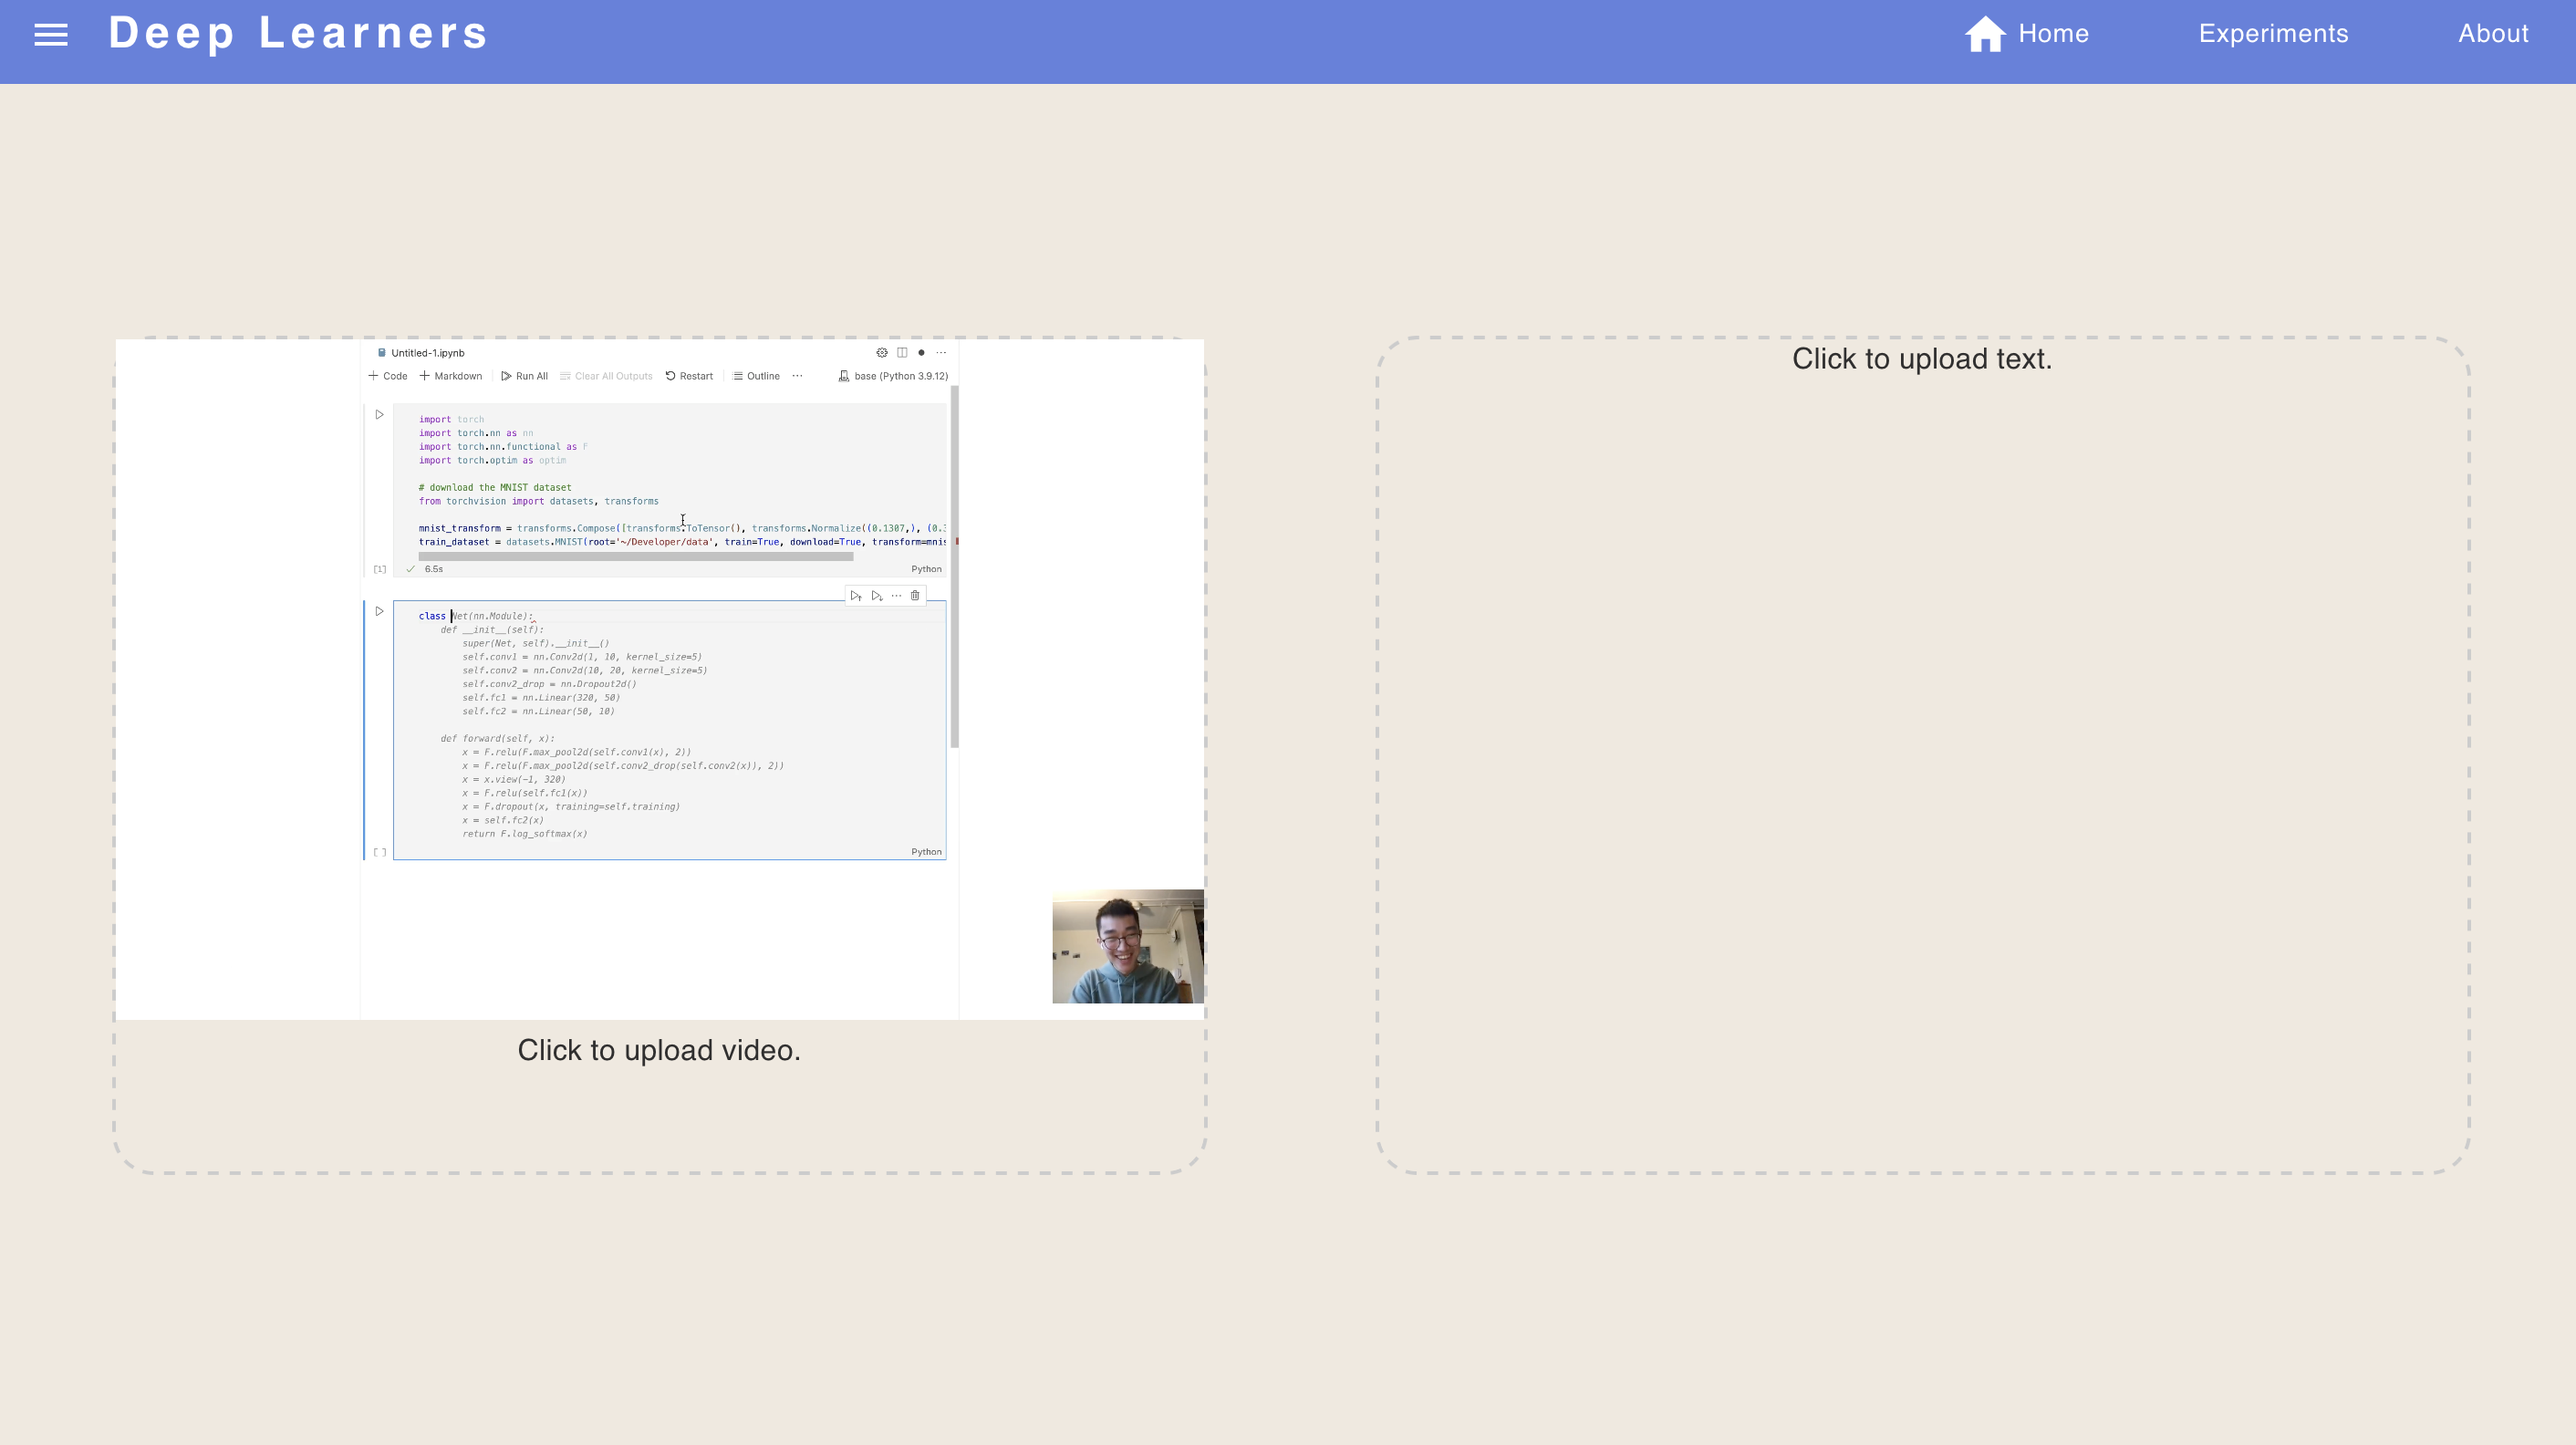 Deep Learners
Home
Experiments
About
Untitled-1.ipynb
Code
Markdown
Run All
Clear All Outputs
Restart
Outline
base (Python 3.9.12)
import torch
import torch.nn as nn
import torch.nn.functional as F
import torch.optim as optim
# download the MNIST dataset
from torchvision import datasets, transforms
mnist_transform = transforms.Compose([transforms.ToTensor(), transforms.Normalize((0.1307,), (0.3
train_dataset = datasets.MNIST(root='~/Developer/data', train=True, download=True, transform=mnis
[1]
6.5s
Python
class Net(nn.Module):
    def __init__(self):
        super(Net, self).__init__()
        self.conv1 = nn.Conv2d(1, 10, kernel_size=5)
        self.conv2 = nn.Conv2d(10, 20, kernel_size=5)
        self.conv2_drop = nn.Dropout2d()
        self.fc1 = nn.Linear(320, 50)
        self.fc2 = nn.Linear(50, 10)
    def forward(self, x):
        x = F.relu(F.max_pool2d(self.conv1(x), 2))
        x = F.relu(F.max_pool2d(self.conv2_drop(self.conv2(x)), 2))
        x = x.view(-1, 320)
        x = F.relu(self.fc1(x))
        x = F.dropout(x, training=self.training)
        x = self.fc2(x)
        return F.log_softmax(x)
[ ]
Python
Click to upload video.
Click to upload text.